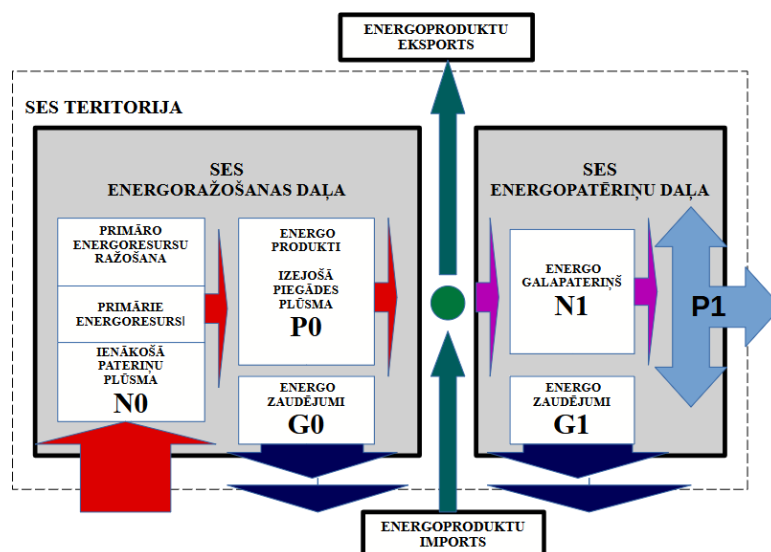 ENERGOPRODUKTU
EKSPORTS
SES TERITORIJA
SES
ENERGORAŽOŠANAS DAĻA
SES
ENERGOPATĒRIŅU DAĻA
PRIMĀRO
ENERGORESURSU
RAŽOŠANA
PRIMĀRIE
ENERGORESURSI
IENĀKOŠĀ
PATERIŅU
PLŪSMA
N0
ENERGO
PRODUKTI
IZEJOŠĀ
PIEGĀDES
PLŪSMA
P0
ENERGO
ZAUDĒJUMI
G0
ENERGO
GALAPATERIŅŠ
N1
ENERGO
ZAUDĒJUMI
G1
P1
ENERGOPRODUKTU
IMPORTS